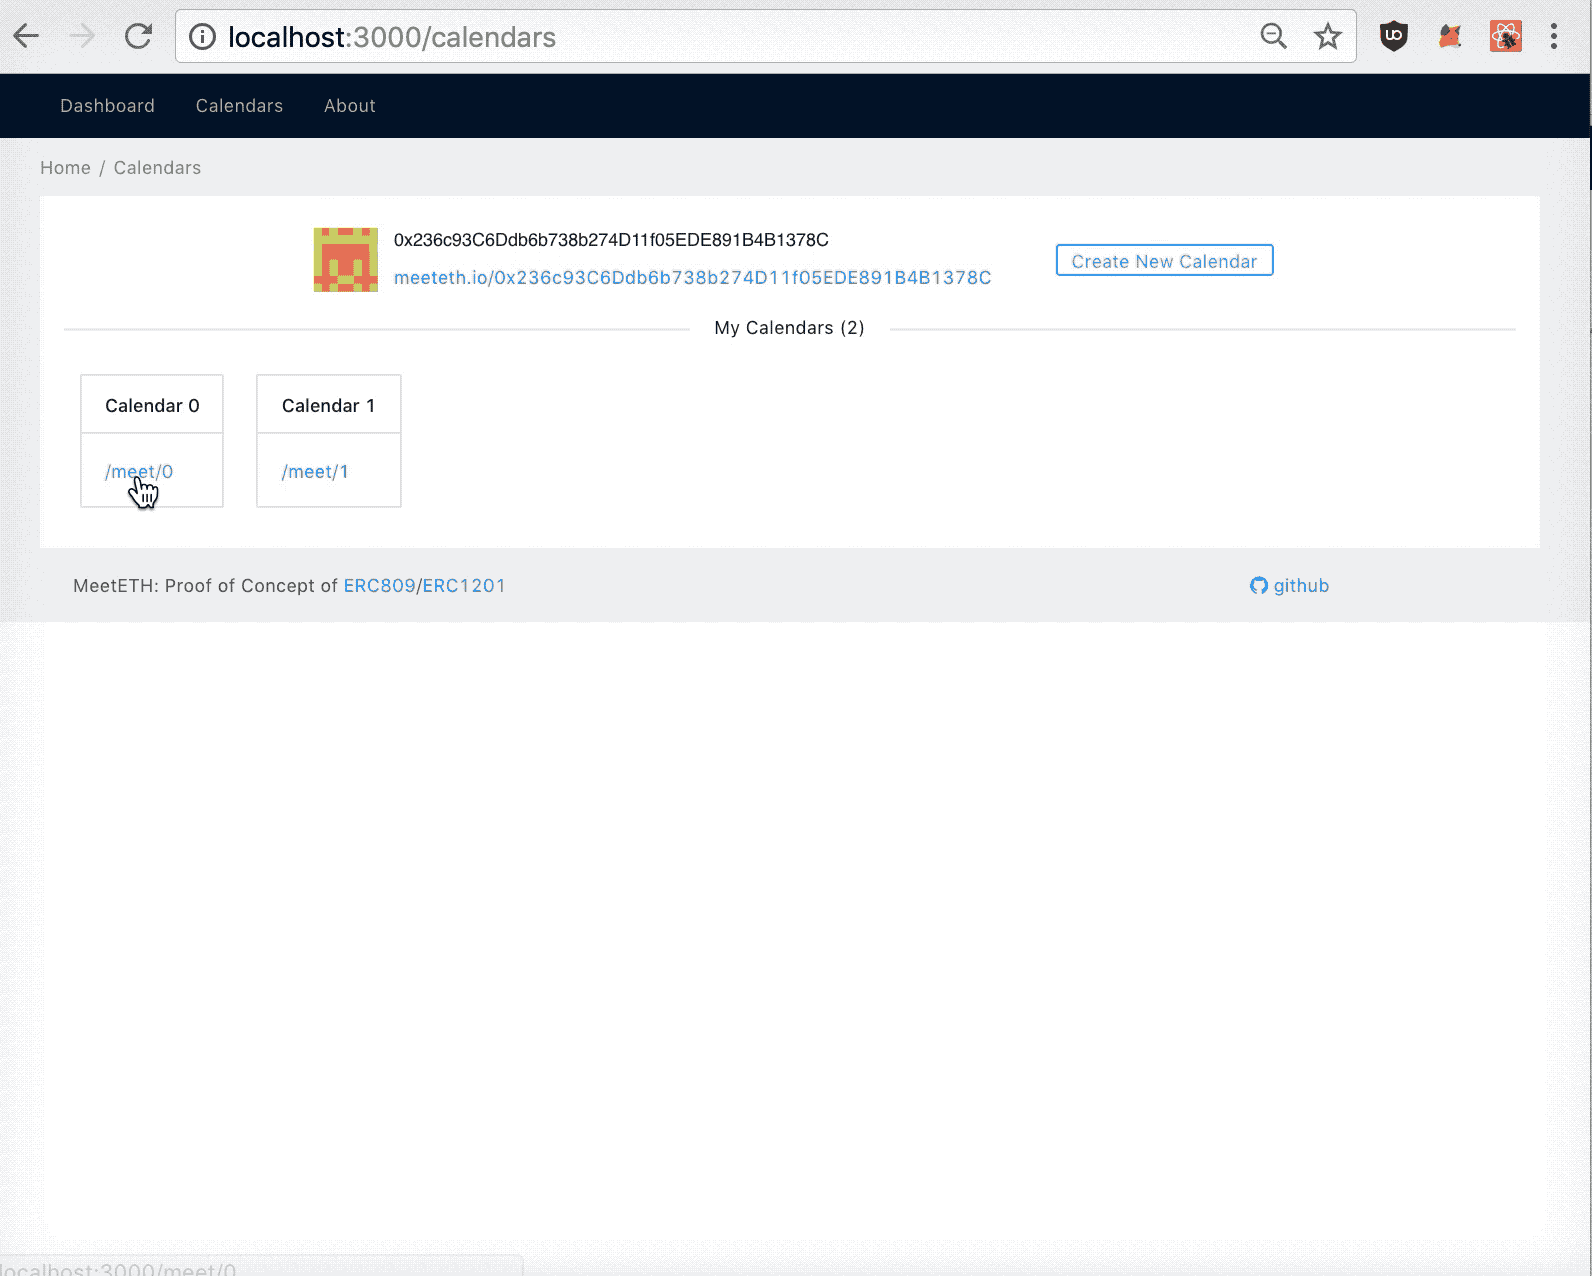 localhost:3000/calendars
Dashboard Calendars About
Home / Calendars
0x236c93C6Ddb6b738b274D11f05EDE891B4B1378C
meeteth.io/0x236c93C6Ddb6b738b274D11f05EDE891B4B1378C
Create New Calendar
My Calendars (2)
Calendar 0
/meet/0
Calendar 1
/meet/1
MeetETH: Proof of Concept of ERC809/ERC1201
github
localhost:3000/meet/0